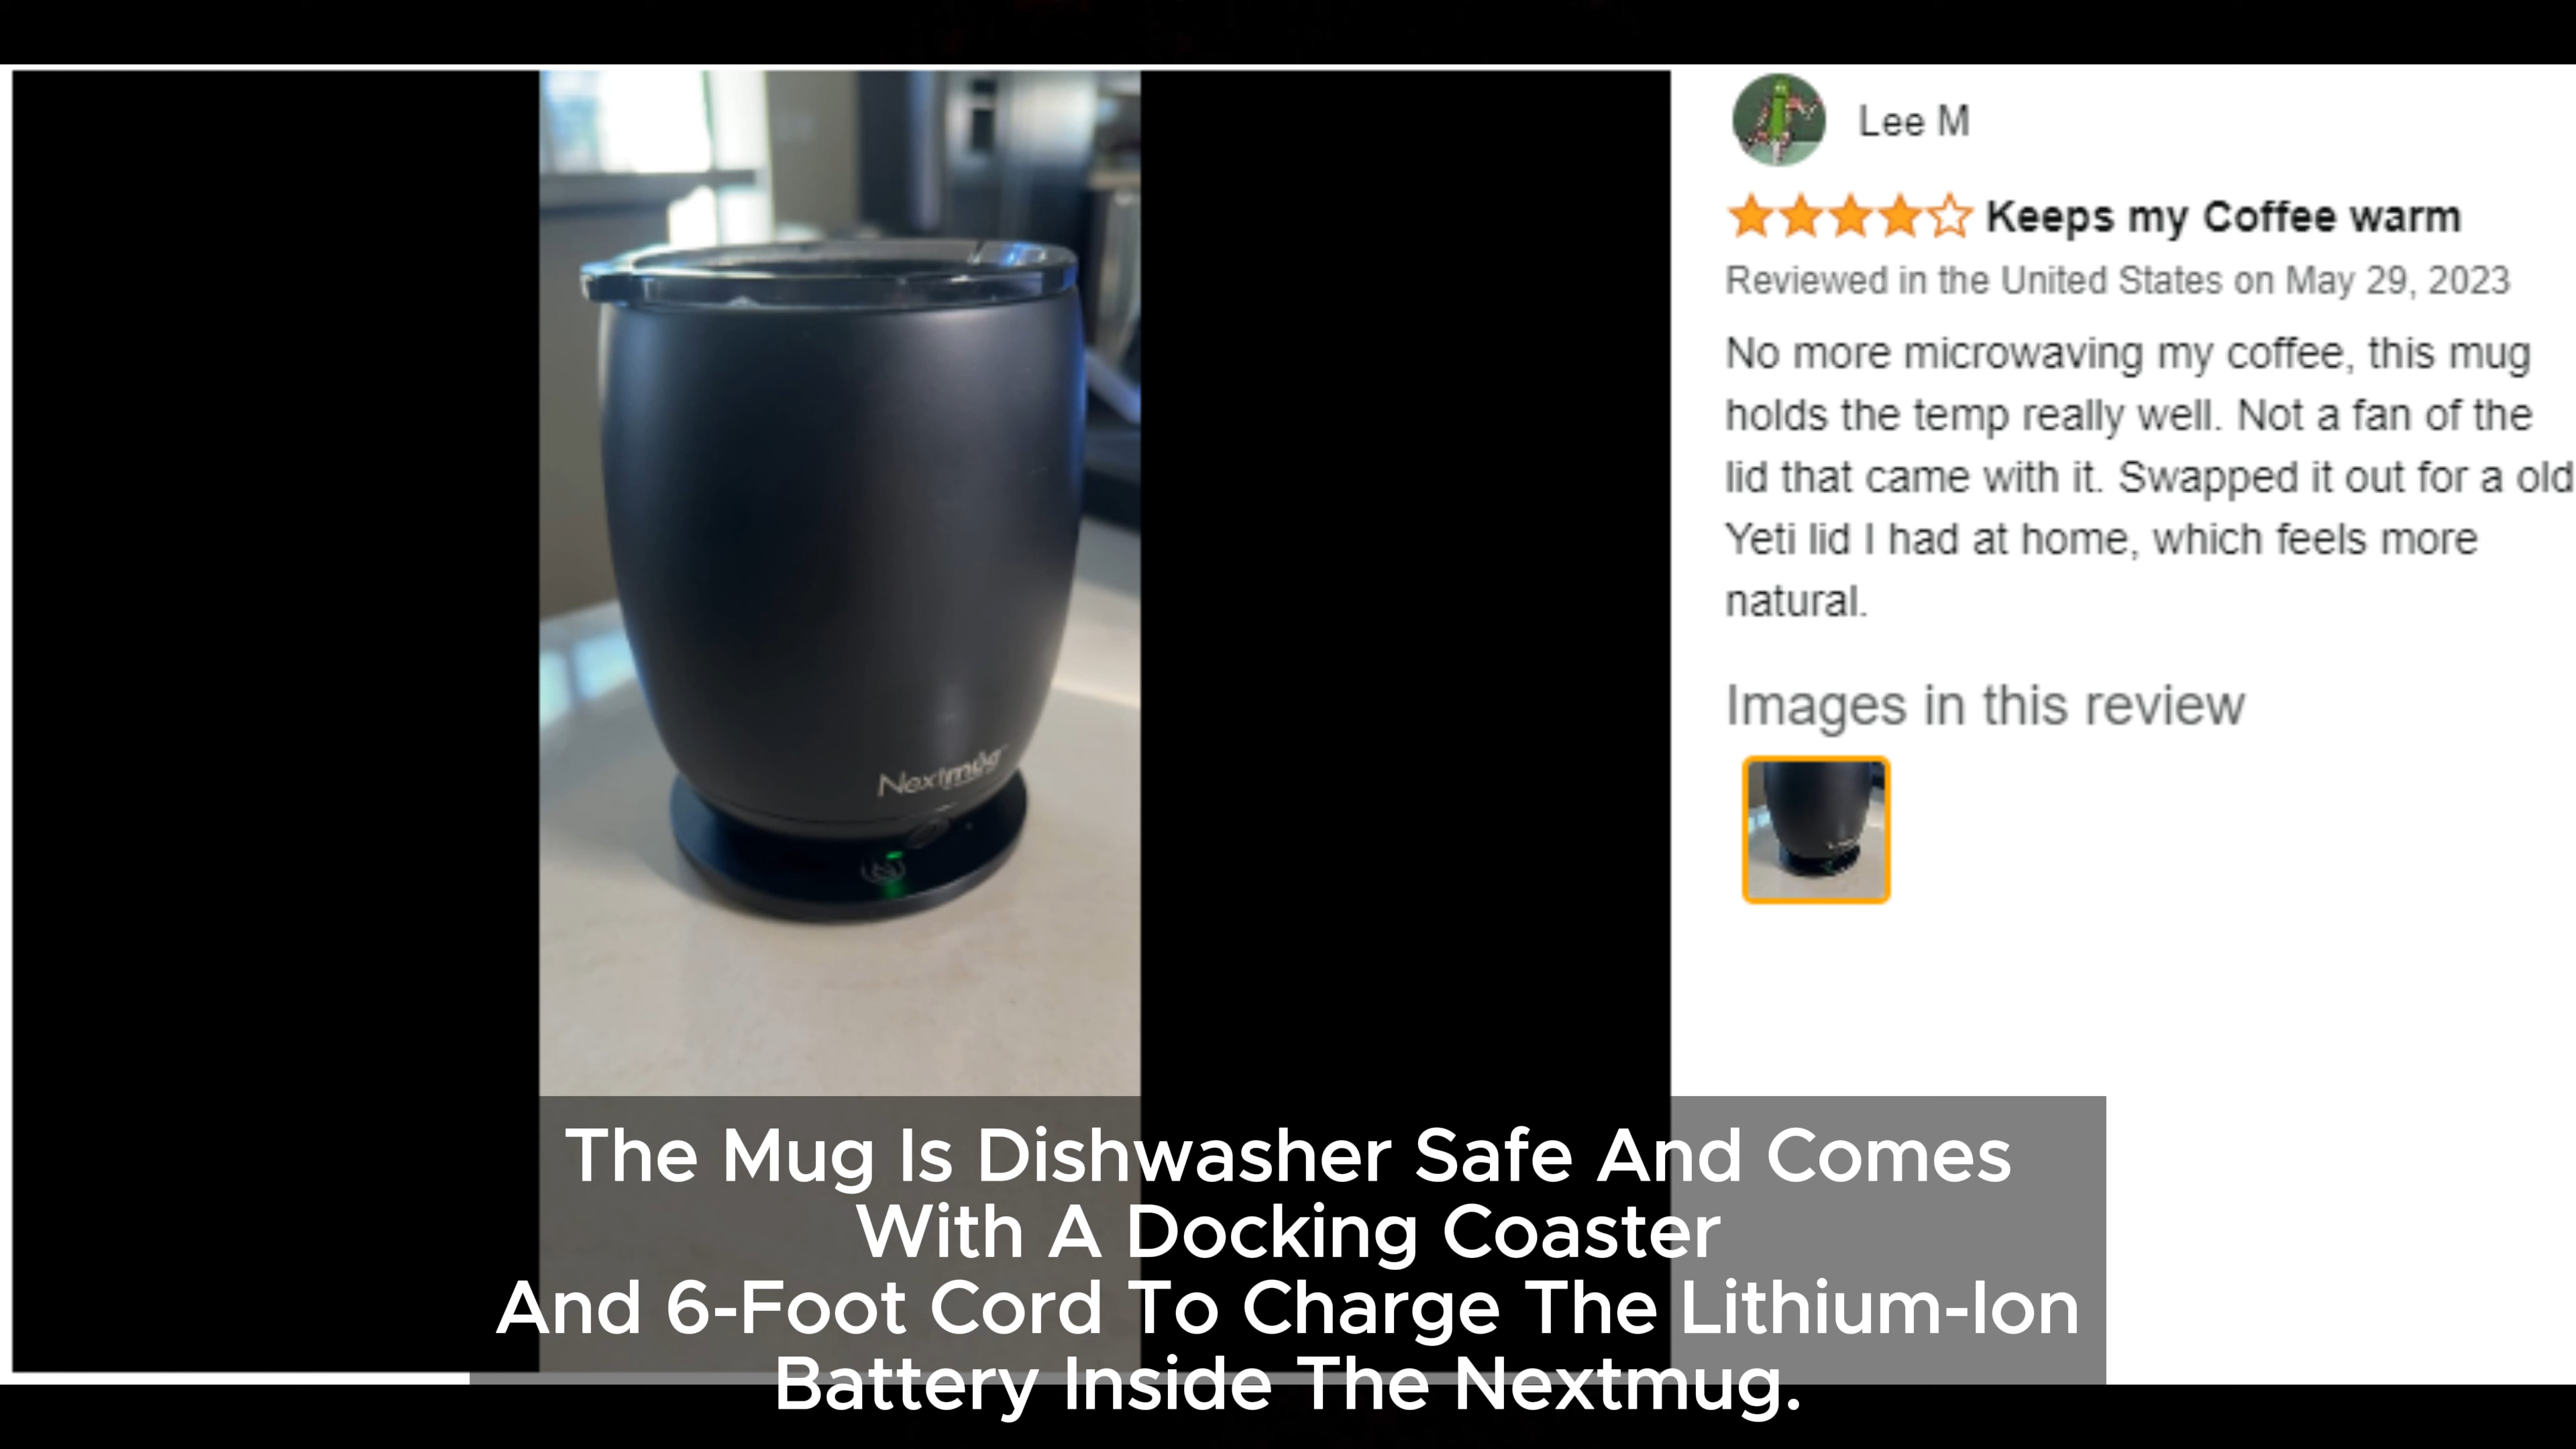 Lee M
Keeps my Coffee warm
Reviewed in the United States on May 29, 2023
No more microwaving my coffee, this mug
holds the temp really well. Not a fan of the
lid that came with it. Swapped it out for a old
Yeti lid I had at home, which feels more
natural.
Images in this review
Nextmug
The Mug Is Dishwasher Safe And Comes
With A Docking Coaster
And 6-Foot Cord To Charge The Lithium-Ion
Battery Inside The Nextmug.